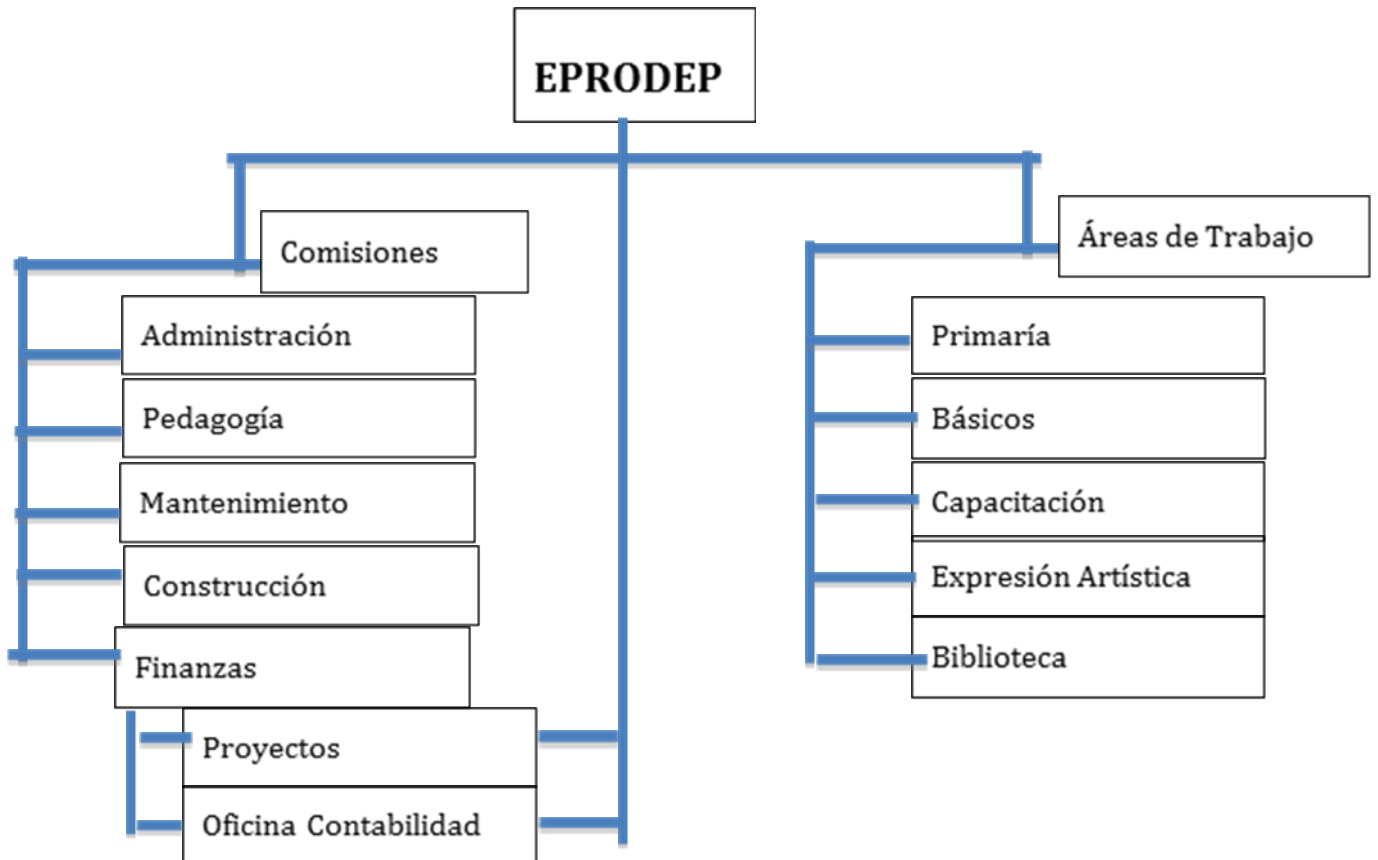 EPRODEP
Comisiones
Administración
Pedagogía
Mantenimiento
Construcción
Finanzas
Proyectos
Oficina Contabilidad
Áreas de Trabajo
Primaría
Básicos
Capacitación
Expresión Artística
Biblioteca